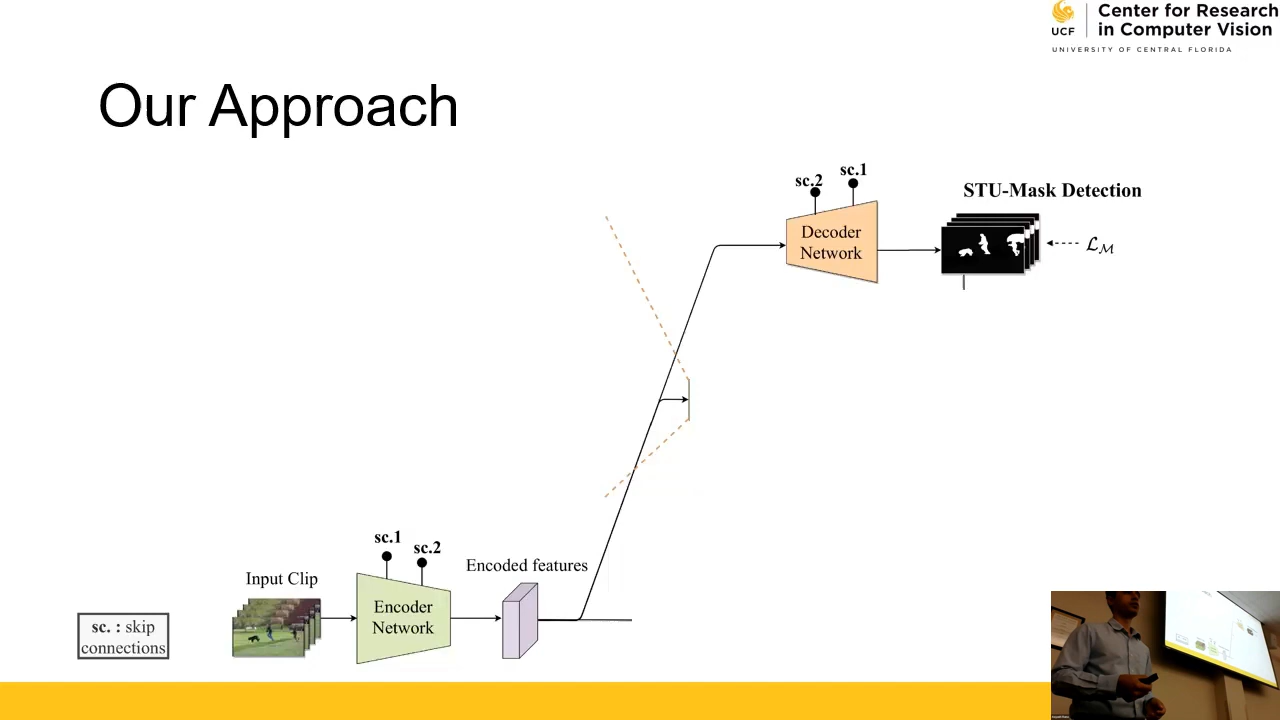 UCF
Center for Research
in Computer Vision
UNIVERSITY OF CENTRAL FLORIDA
Our Approach
sc.2
sc.1
STU-Mask Detection
Decoder
Network
ℒ_ℳ
sc.1
sc.2
Encoded features
Input Clip
Encoder
Network
sc. : skip
connections